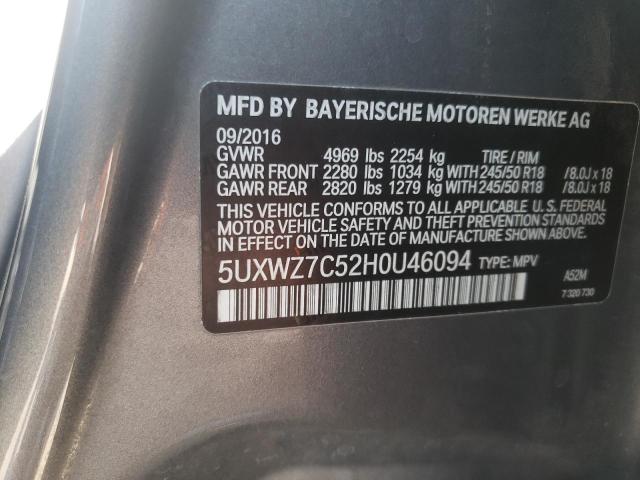 MFD BY BAYERISCHE MOTOREN WERKE AG
09/2016
GVWR 4969 lbs 2254 kg TIRE / RIM
GAWR FRONT 2280 lbs 1034 kg WITH 245/50 R18 /8.0J x 18
GAWR REAR 2820 lbs 1279 kg WITH 245/50 R18 /8.0J x 18
THIS VEHICLE CONFORMS TO ALL APPLICABLE U. S. FEDERAL
MOTOR VEHICLE SAFETY AND THEFT PREVENTION STANDARDS
IN EFFECT ON THE DATE OF MANUFACTURE SHOWN ABOVE.
5UXWZ7C52H0U46094 TYPE: MPV A52M
7 320 730